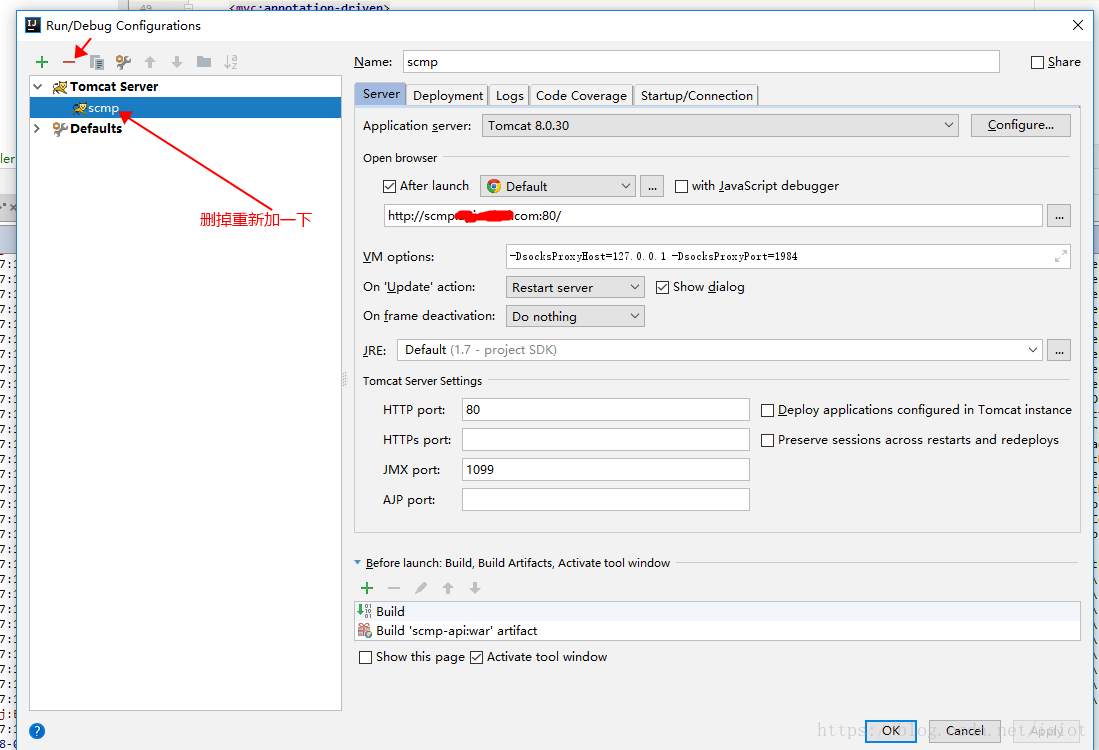 49
<mvc:annotation-driven>
Run/Debug Configurations
Name:
scmp
Share
Tomcat Server
scmp
Defaults
删掉重新加一下
Server
Deployment
Logs
Code Coverage
Startup/Connection
Application server:
Tomcat 8.0.30
Configure...
Open browser
After launch
Default
...
with JavaScript debugger
http://scmp
com:80/
...
VM options:
-DsocksProxyHost=127.0.0.1 -DsocksProxyPort=1984
On 'Update' action:
Restart server
Show dialog
On frame deactivation:
Do nothing
JRE:
Default (1.7 - project SDK)
...
Tomcat Server Settings
HTTP port:
80
Deploy applications configured in Tomcat instance
HTTPs port:
Preserve sessions across restarts and redeploys
JMX port:
1099
AJP port:
Before launch: Build, Build Artifacts, Activate tool window
Build
Build 'scmp-api:war' artifact
Show this page
Activate tool window
?
OK
Cancel
Apply